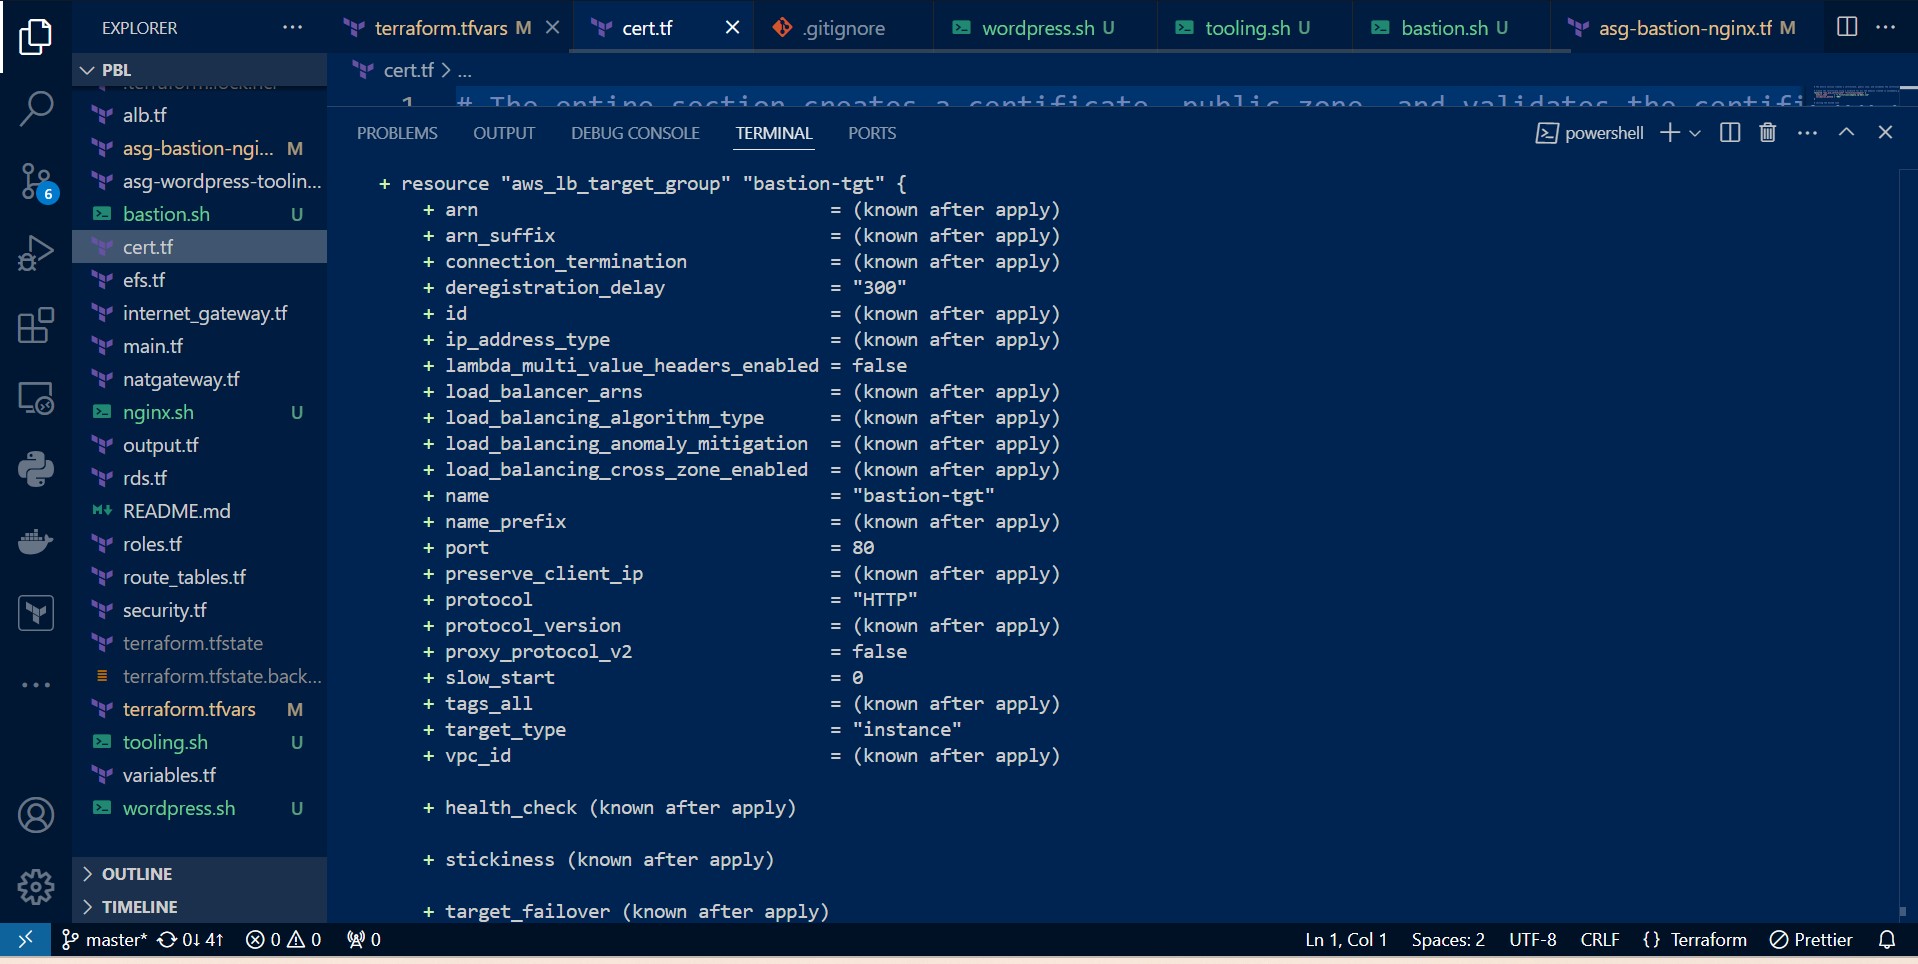 EXPLORER
terraform.tfvars M
cert.tf
.gitignore
wordpress.sh U
tooling.sh U
bastion.sh U
asg-bastion-nginx.tf M
PBL
.terraform.lock.hcl
alb.tf
asg-bastion-ngi... M
asg-wordpress-toolin...
bastion.sh U
cert.tf
efs.tf
internet_gateway.tf
main.tf
natgateway.tf
nginx.sh U
output.tf
rds.tf
README.md
roles.tf
route_tables.tf
security.tf
terraform.tfstate
terraform.tfstate.back...
terraform.tfvars M
tooling.sh U
variables.tf
wordpress.sh U
OUTLINE
TIMELINE
6
cert.tf > ...
1 # The entire section creates a certificate, public zone, and validates the certifi
PROBLEMS OUTPUT DEBUG CONSOLE TERMINAL PORTS
powershell
+ resource "aws_lb_target_group" "bastion-tgt" {
+ arn = (known after apply)
+ arn_suffix = (known after apply)
+ connection_termination = (known after apply)
+ deregistration_delay = "300"
+ id = (known after apply)
+ ip_address_type = (known after apply)
+ lambda_multi_value_headers_enabled = false
+ load_balancer_arns = (known after apply)
+ load_balancing_algorithm_type = (known after apply)
+ load_balancing_anomaly_mitigation = (known after apply)
+ load_balancing_cross_zone_enabled = (known after apply)
+ name = "bastion-tgt"
+ name_prefix = (known after apply)
+ port = 80
+ preserve_client_ip = (known after apply)
+ protocol = "HTTP"
+ protocol_version = (known after apply)
+ proxy_protocol_v2 = false
+ slow_start = 0
+ tags_all = (known after apply)
+ target_type = "instance"
+ vpc_id = (known after apply)
+ health_check (known after apply)
+ stickiness (known after apply)
+ target_failover (known after apply)
master* 0↓ 4↑ 0 0 0
Ln 1, Col 1 Spaces: 2 UTF-8 CRLF {} Terraform Prettier